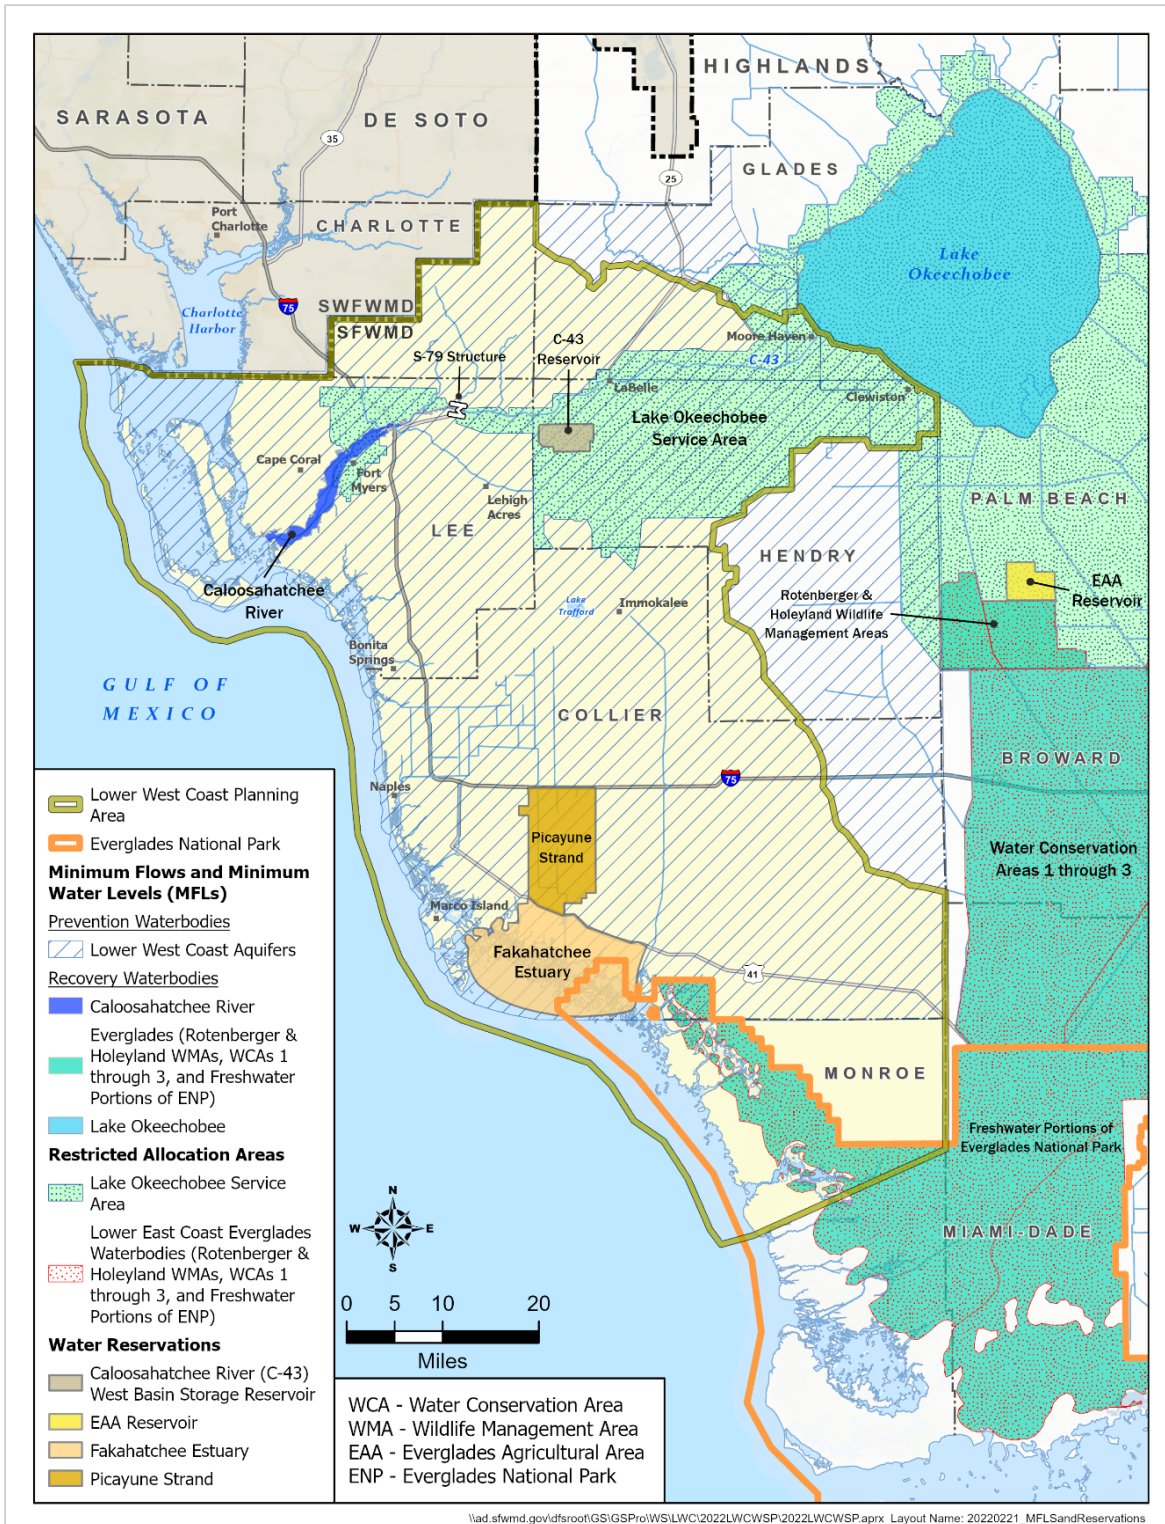 HIGHLANDS
SARASOTA
DE SOTO
35
GLADES
25
Port
Charlotte
CHARLOTTE
Lake
Okeechobee
75
SWFWMD
SFWMD
Charlotte
Harbor
Moore Haven
C-43
Reservoir
S-79 Structure
C-43
LaBelle
Clewiston
Lake Okeechobee
Service Area
Cape Coral
Fort
Myers
Lehigh
Acres
PALM BEACH
LEE
HENDRY
EAA
Reservoir
Caloosahatchee
River
Lake
Trafford
Immokalee
Rotenberger &
Holeyland Wildlife
Management Areas
Bonita
Springs
GULF OF
MEXICO
COLLIER
BROWARD
75
Naples
Picayune
Strand
Water Conservation
Areas 1 through 3
Marco Island
Fakahatchee
Estuary
41
MONROE
Freshwater Portions of
Everglades National Park
MIAMI-DADE
Lower West Coast Planning
Area
Everglades National Park
Minimum Flows and Minimum
Water Levels (MFLs)
Prevention Waterbodies
Lower West Coast Aquifers
Recovery Waterbodies
Caloosahatchee River
Everglades (Rotenberger &
Holeyland WMAs, WCAs 1
through 3, and Freshwater
Portions of ENP)
Lake Okeechobee
Restricted Allocation Areas
Lake Okeechobee Service
Area
Lower East Coast Everglades
Waterbodies (Rotenberger &
Holeyland WMAs, WCAs 1
through 3, and Freshwater
Portions of ENP)
Water Reservations
Caloosahatchee River (C-43)
West Basin Storage Reservoir
EAA Reservoir
Fakahatchee Estuary
Picayune Strand
N
W E
S
0 5 10 20
Miles
WCA - Water Conservation Area
WMA - Wildlife Management Area
EAA - Everglades Agricultural Area
ENP - Everglades National Park
\\ad.sfwmd.gov\dfsroot\GS\GSPro\WS\LWC\2022LWCWSP\2022LWCWSP.aprx Layout Name: 20220221_MFLSandReservations